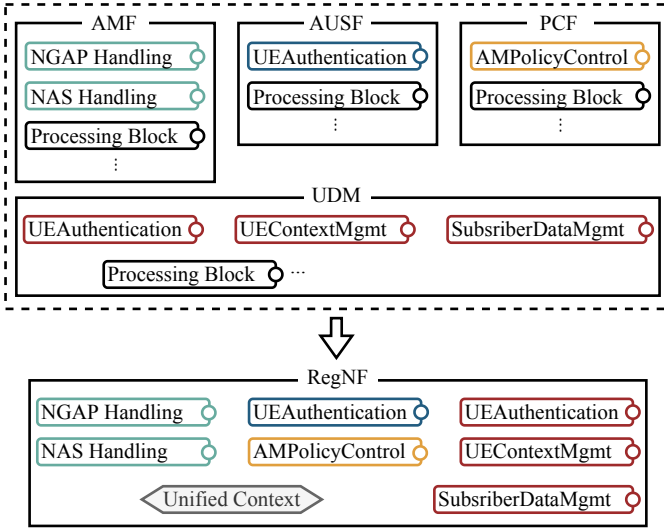 AMF
AUSF
PCF
NGAP Handling
UEAuthentication
AMPolicyControl
NAS Handling
Processing Block
Processing Block
Processing Block
⋮
⋮
⋮
UDM
UEAuthentication
UEContextMgmt
SubsriberDataMgmt
Processing Block ...
RegNF
NGAP Handling
UEAuthentication
UEAuthentication
NAS Handling
AMPolicyControl
UEContextMgmt
Unified Context
SubsriberDataMgmt